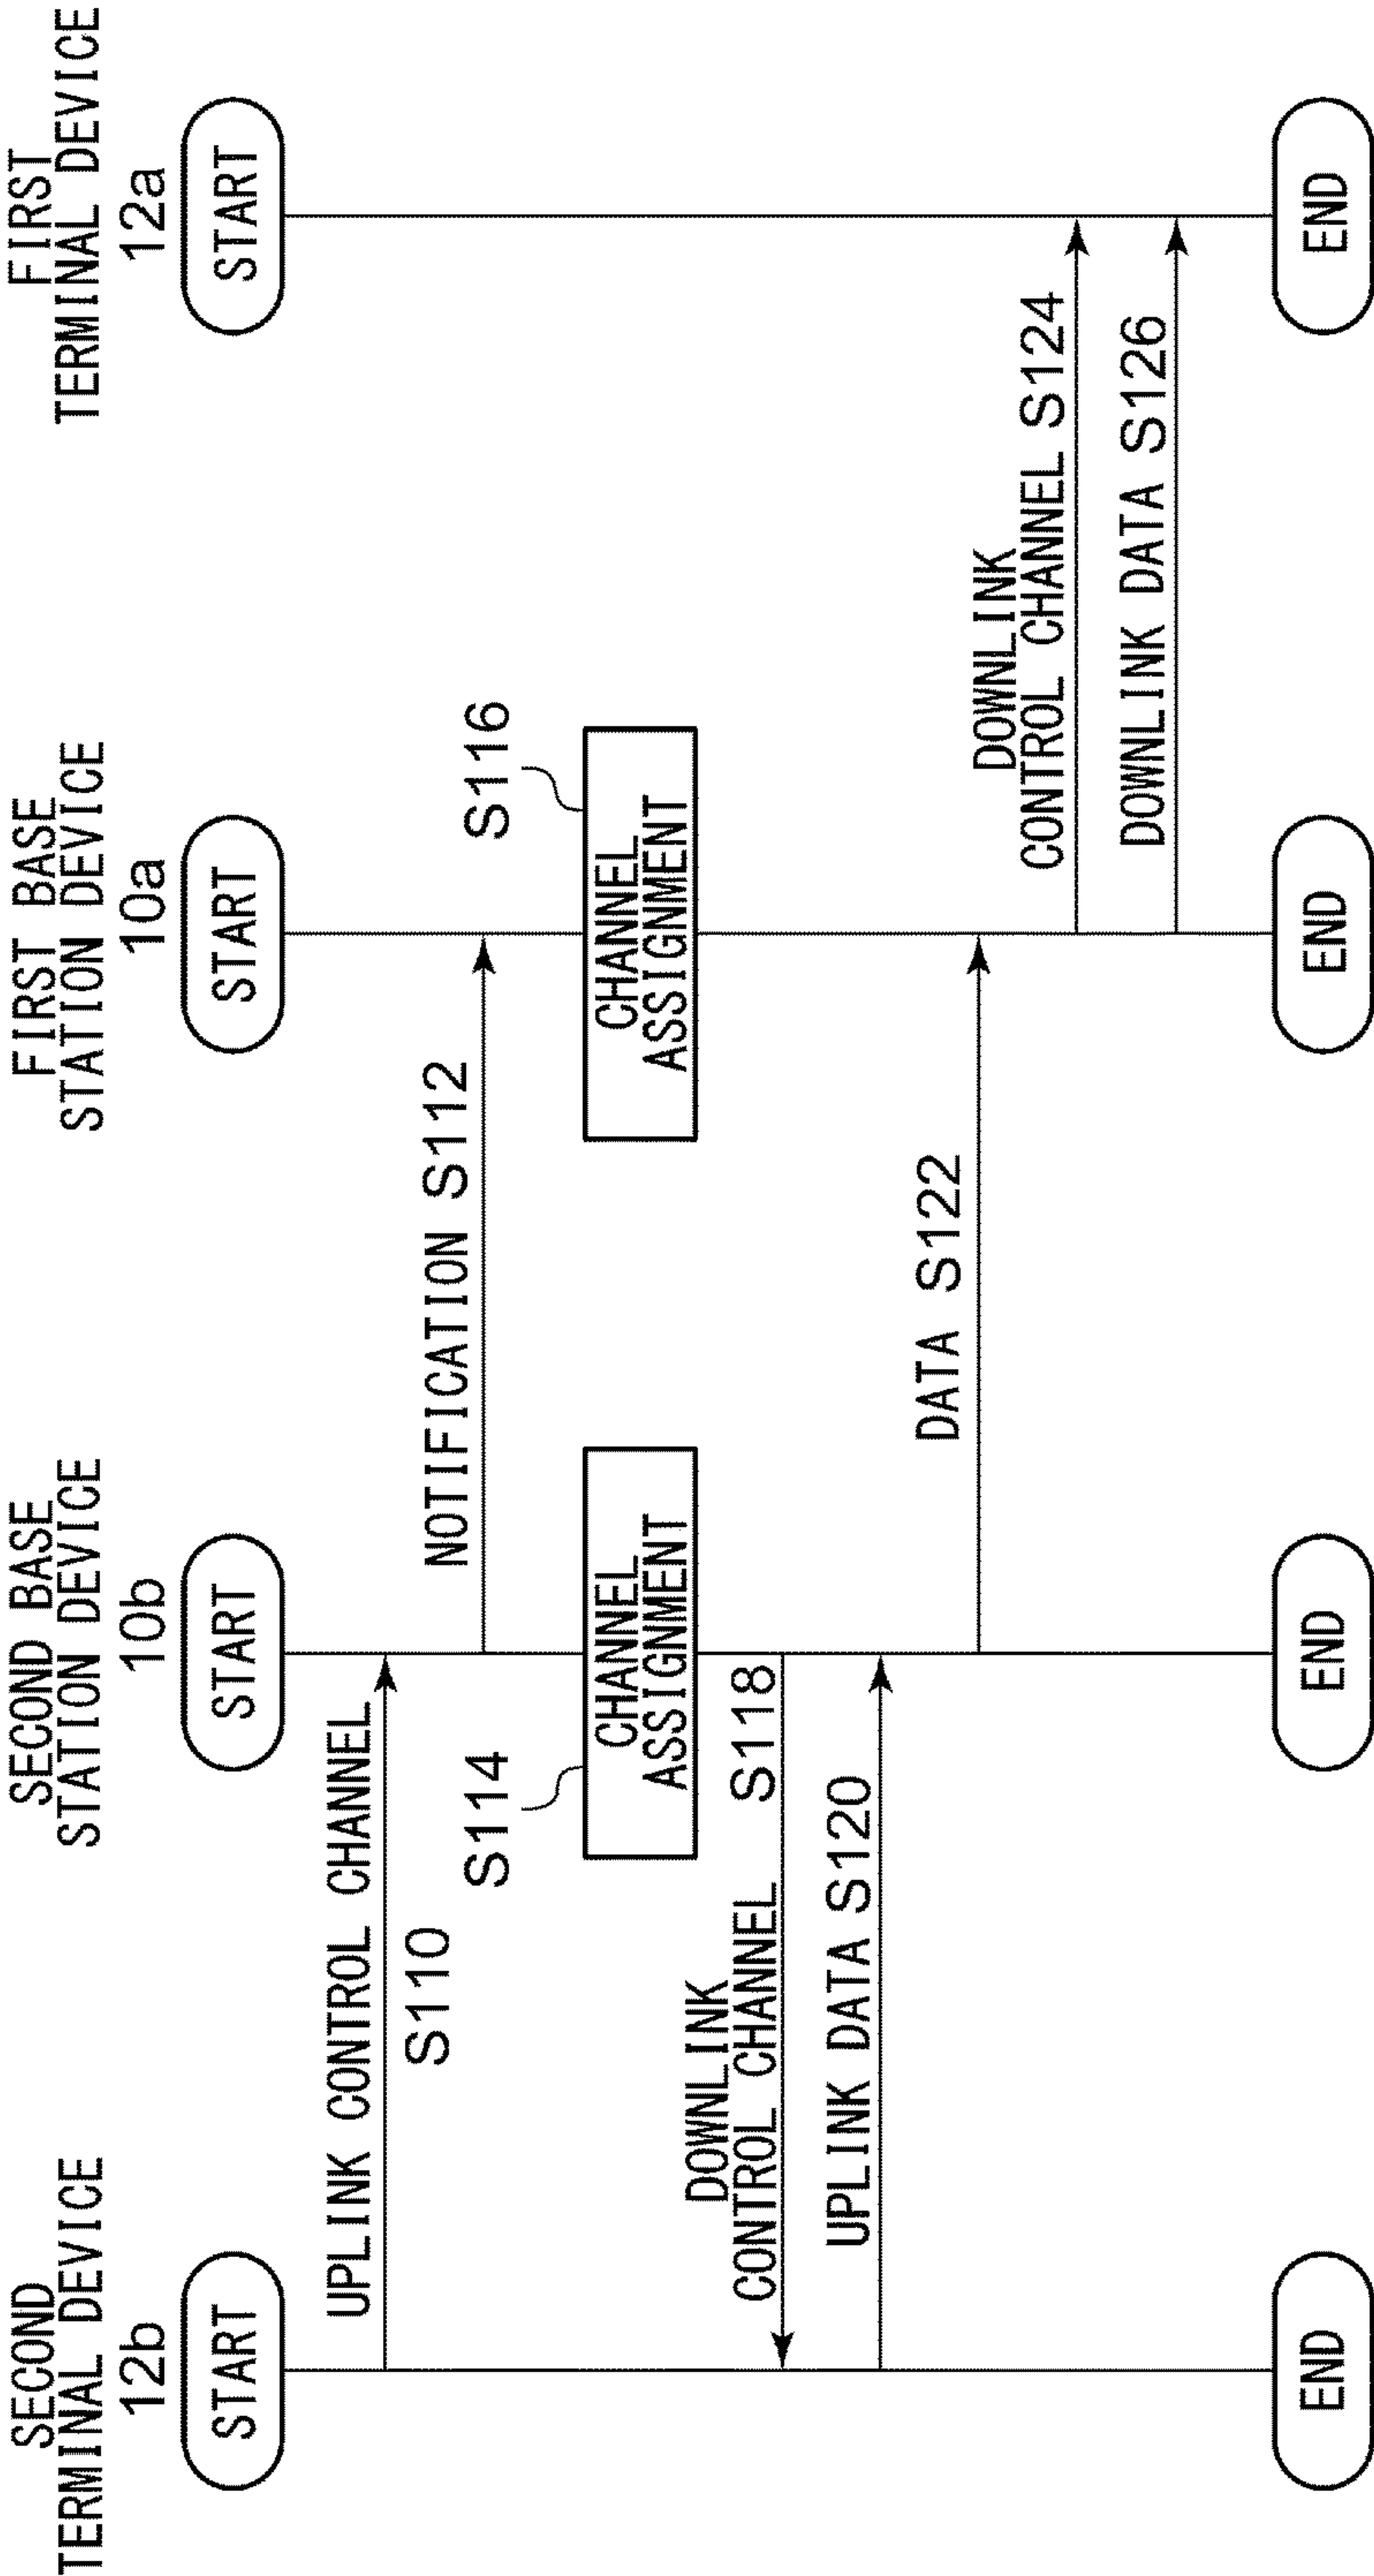 SECOND
TERMINAL DEVICE
12b
SECOND BASE
STATION DEVICE
10b
FIRST BASE
STATION DEVICE
10a
FIRST
TERMINAL DEVICE
12a
START
START
START
START
UPLINK CONTROL CHANNEL
S110
NOTIFICATION S112
S114
CHANNEL
ASSIGNMENT
S116
CHANNEL
ASSIGNMENT
DOWNLINK
CONTROL CHANNEL S118
UPLINK DATA S120
DATA S122
DOWNLINK
CONTROL CHANNEL S124
DOWNLINK DATA S126
END
END
END
END